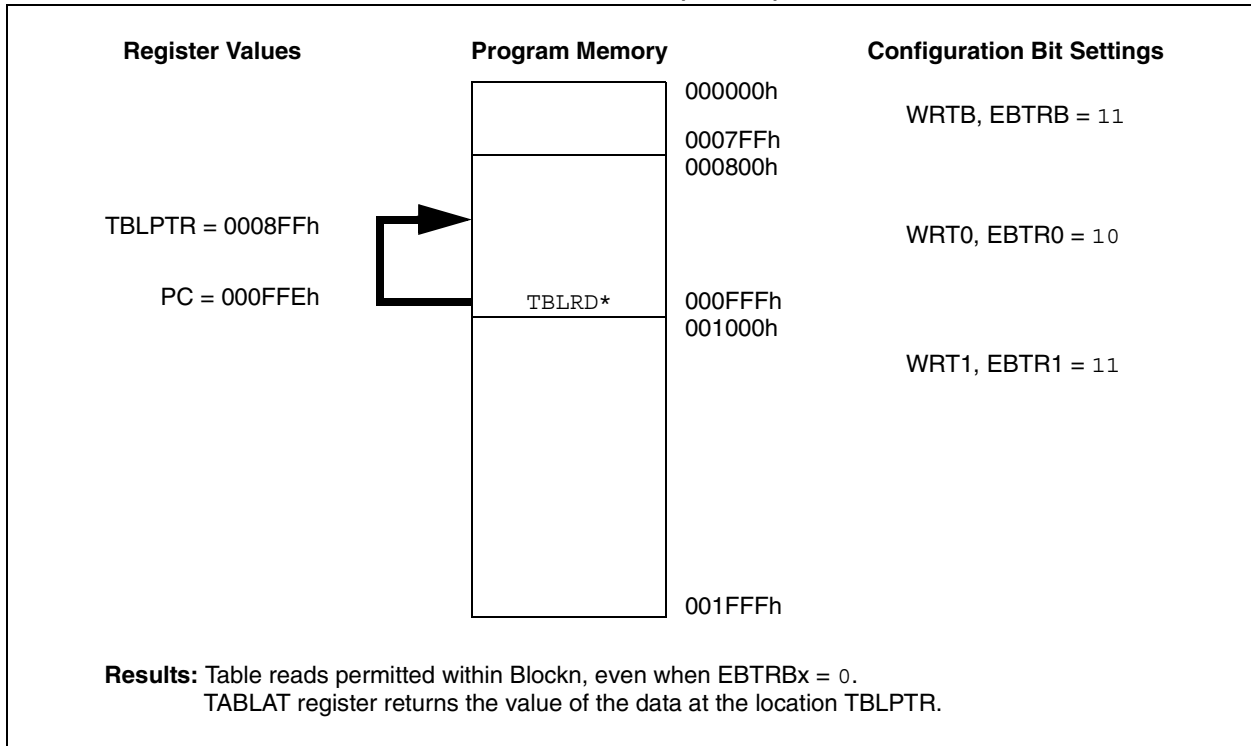 Register Values Program Memory Configuration Bit Settings
000000h
WRTB, EBTRB = 11
0007FFh
000800h
TBLPTR = 0008FFh
WRT0, EBTR0 = 10
PC = 000FFEh
TBLRD*
000FFFh
001000h
WRT1, EBTR1 = 11
001FFFh
Results: Table reads permitted within Blockn, even when EBTRBx = 0.
TABLAT register returns the value of the data at the location TBLPTR.